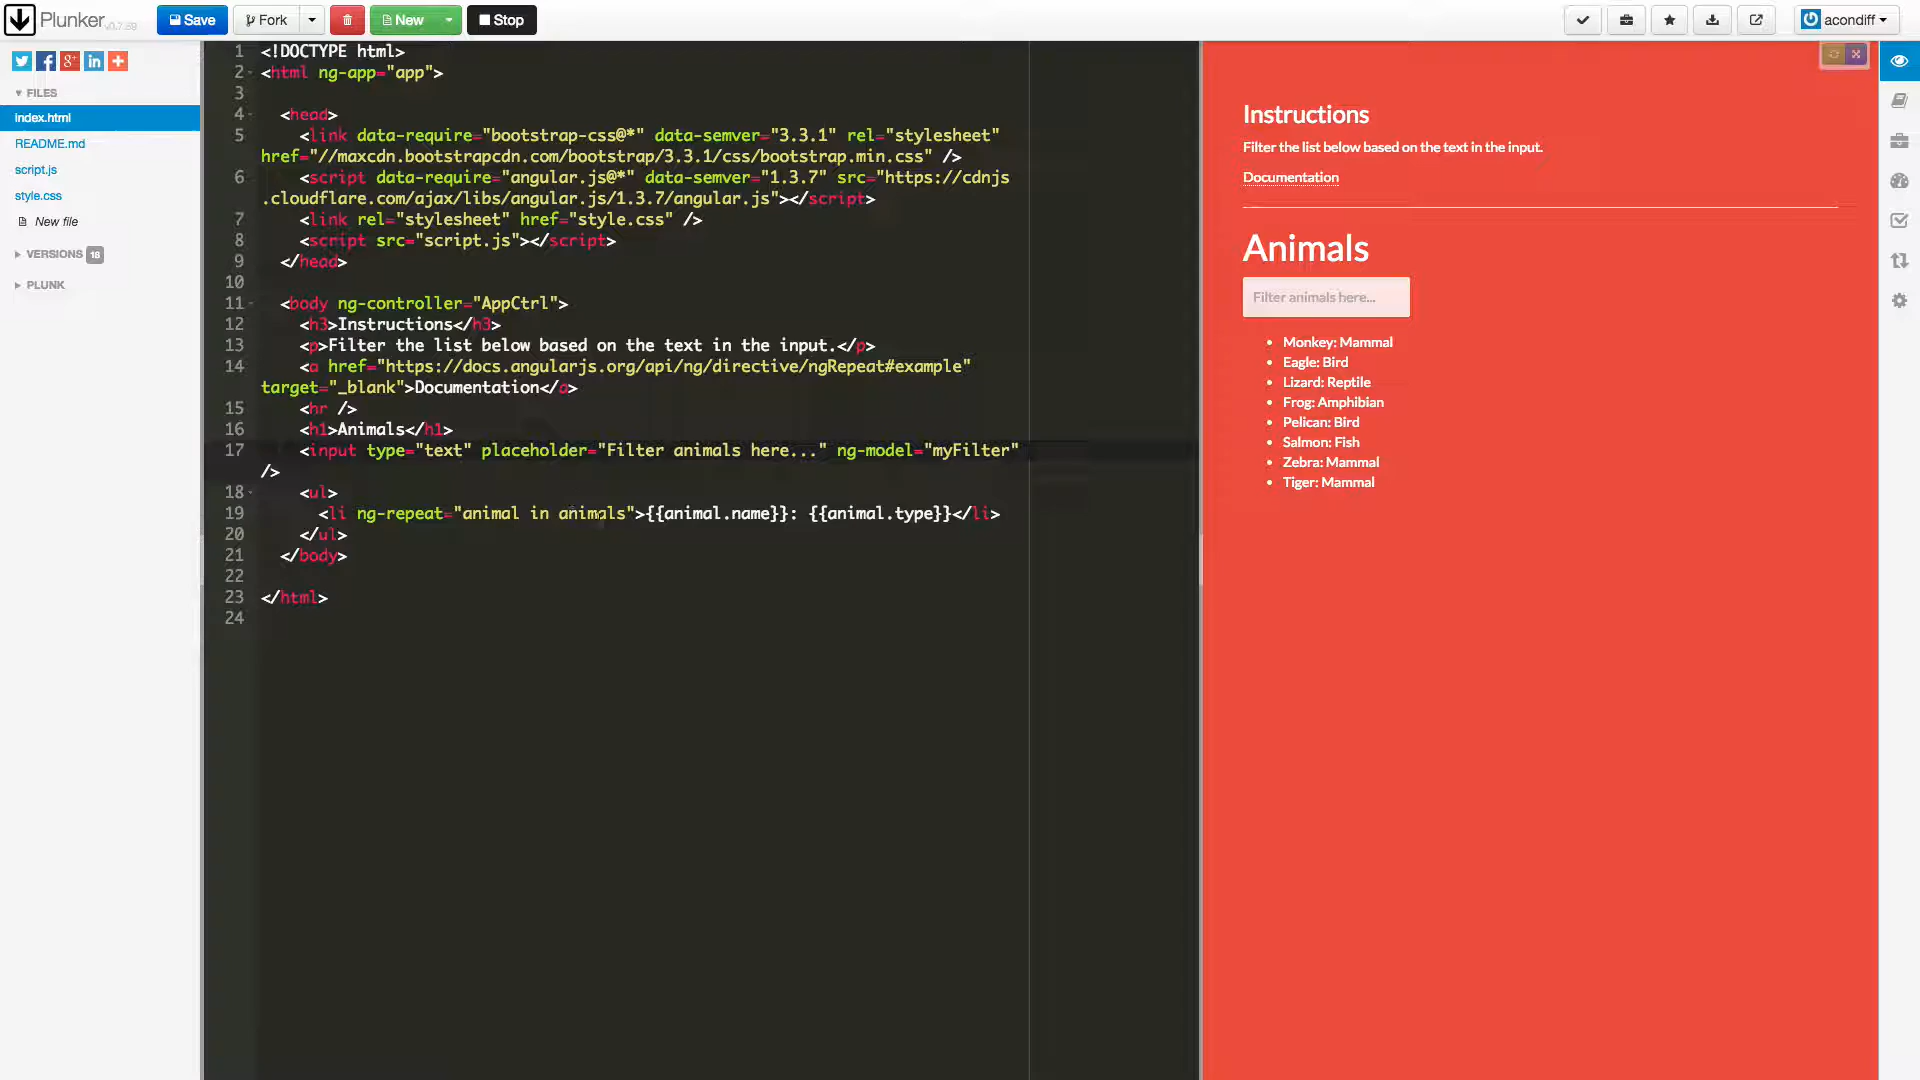 Plunker v0.7.39 Save Fork New Stop acondiff
FILES
index.html
README.md
script.js
style.css
New file
VERSIONS 18
PLUNK
1 <!DOCTYPE html>
2 <html ng-app="app">
3
4 <head>
5 <link data-require="bootstrap-css@*" data-semver="3.3.1" rel="stylesheet"
href="//maxcdn.bootstrapcdn.com/bootstrap/3.3.1/css/bootstrap.min.css" />
6 <script data-require="angular.js@*" data-semver="1.3.7" src="https://cdnjs
.cloudflare.com/ajax/libs/angular.js/1.3.7/angular.js"></script>
7 <link rel="stylesheet" href="style.css" />
8 <script src="script.js"></script>
9 </head>
10
11 <body ng-controller="AppCtrl">
12 <h3>Instructions</h3>
13 <p>Filter the list below based on the text in the input.</p>
14 <a href="https://docs.angularjs.org/api/ng/directive/ngRepeat#example"
target="_blank">Documentation</a>
15 <hr />
16 <h1>Animals</h1>
17 <input type="text" placeholder="Filter animals here..." ng-model="myFilter"
/>
18 <ul>
19 <li ng-repeat="animal in animals">{{animal.name}}: {{animal.type}}</li>
20 </ul>
21 </body>
22
23 </html>
24
Instructions
Filter the list below based on the text in the input.
Documentation
Animals
Filter animals here...
Monkey: Mammal
Eagle: Bird
Lizard: Reptile
Frog: Amphibian
Pelican: Bird
Salmon: Fish
Zebra: Mammal
Tiger: Mammal